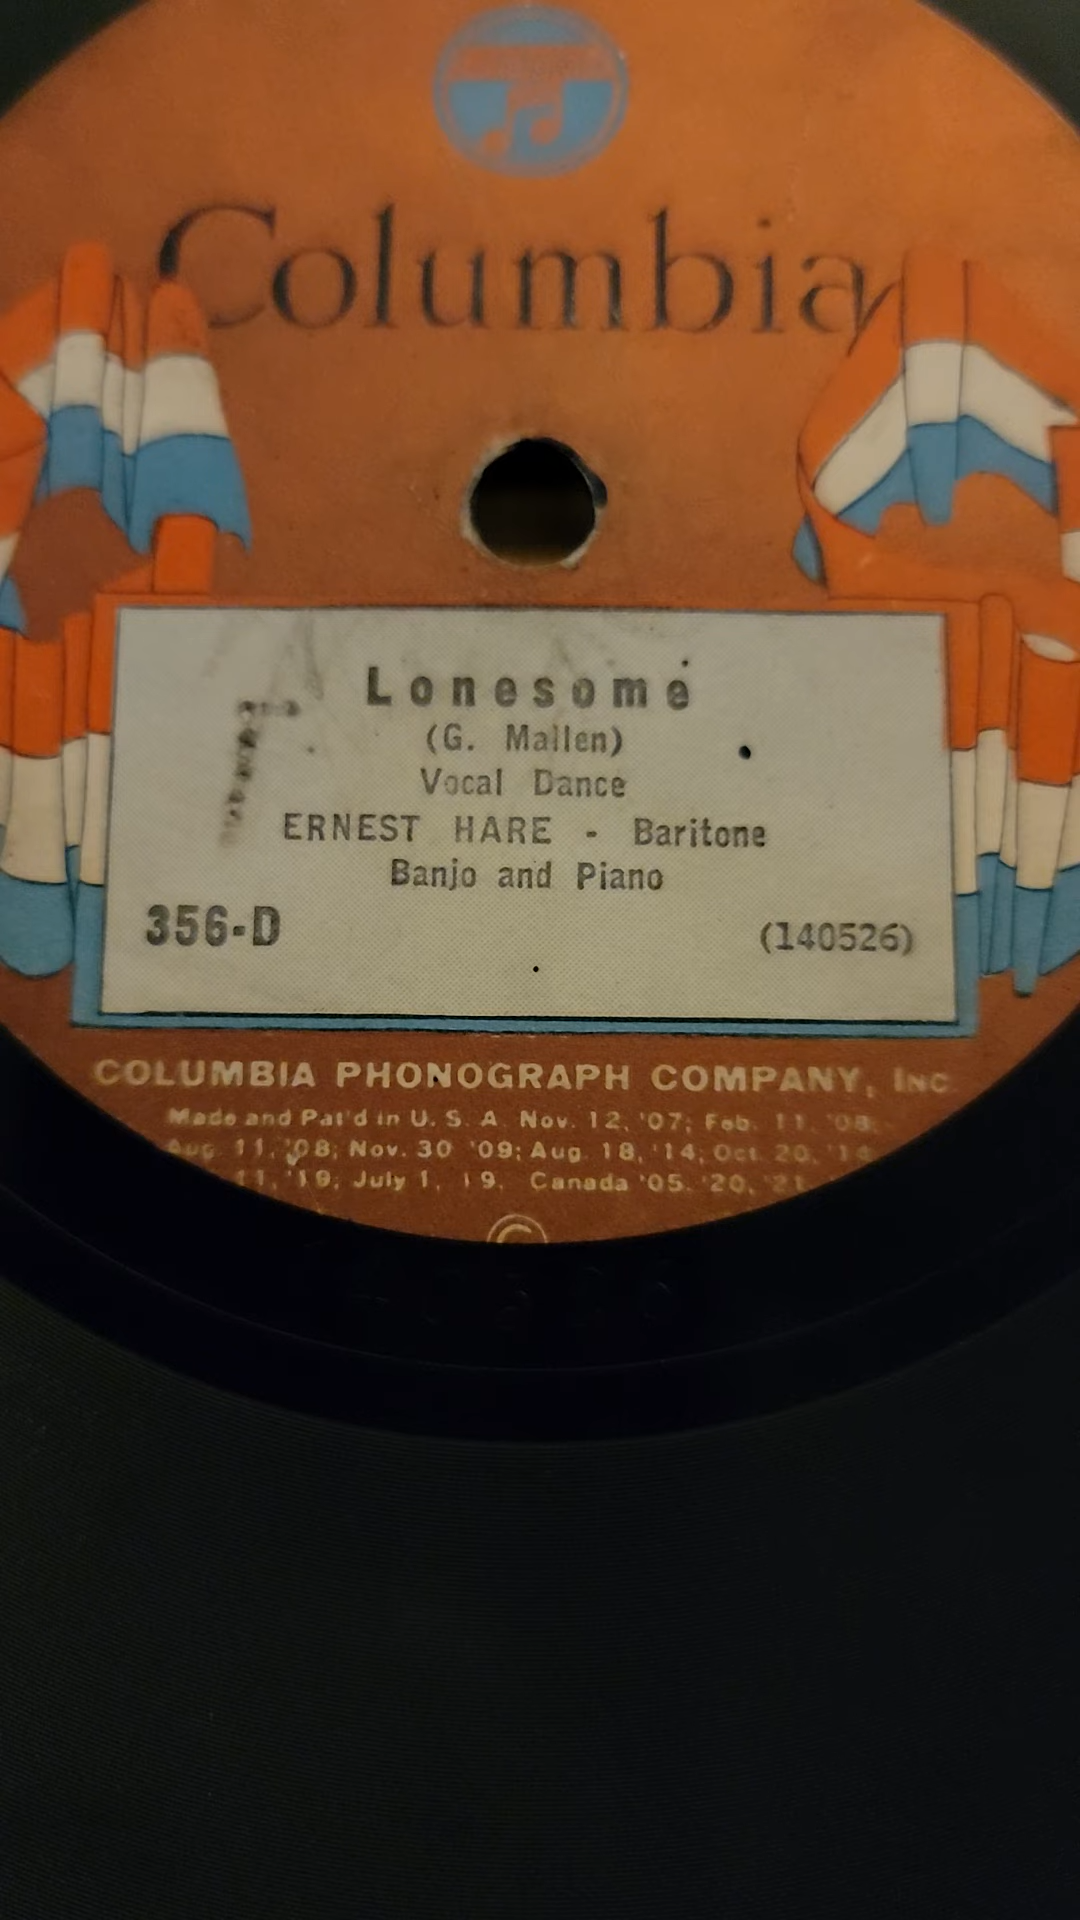 Columbia
Lonesome
(G. Mallen)
Vocal Dance
ERNEST HARE - Baritone
Banjo and Piano
356-D (140526)
COLUMBIA PHONOGRAPH COMPANY, INC
Made and Pat'd in U. S. A. Nov. 12, '07; Feb. 11, '08;
Aug. 11, '08; Nov. 30 '09; Aug. 18, '14; Oct. 20, '14
11, '19; July 1, 19. Canada '05. '20, '21
©